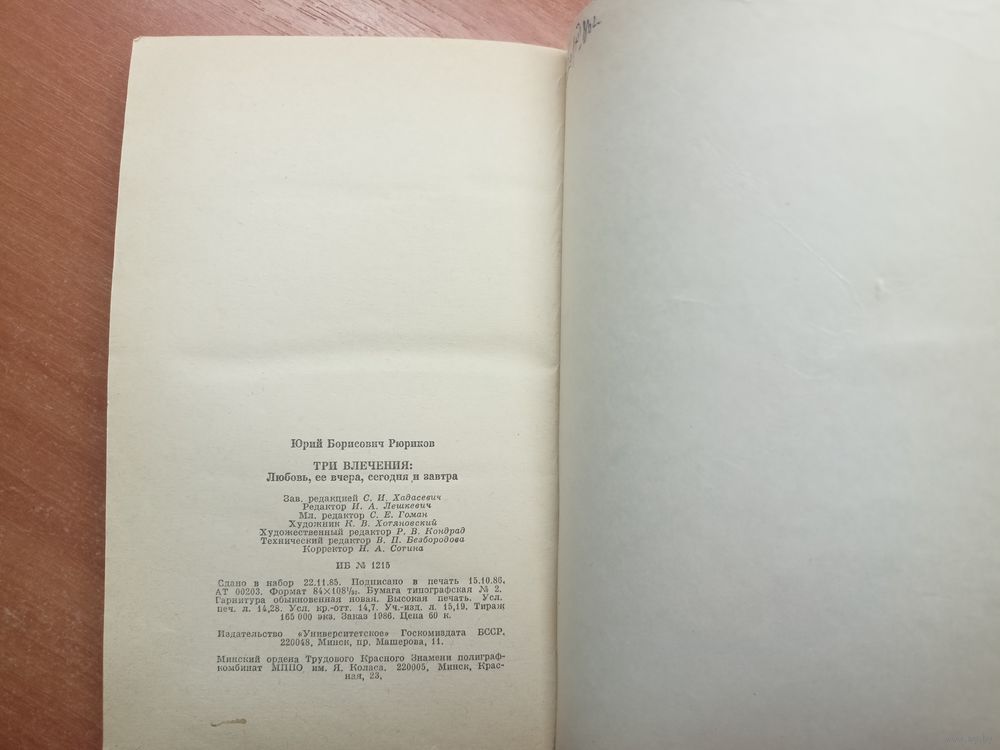 Юрий Борисович Рюриков
ТРИ ВЛЕЧЕНИЯ:
Любовь, ее вчера, сегодня и завтра
Зав. редакцией С. И. Хадасевич
Редактор И. А. Лешкевич
Мл. редактор С. Е. Гоман
Художник К. В. Хотяновский
Художественный редактор Р. В. Кондрад
Технический редактор В. П. Безбородова
Корректор Н. А. Согина
ИБ № 1215
Сдано в набор 22.11.85. Подписано в печать 15.10.86.
АТ 00203. Формат 84×108¹/₃₂. Бумага типографская № 2.
Гарнитура обыкновенная новая. Высокая печать. Усл.
печ. л. 14,28. Усл. кр.-отт. 14,7. Уч.-изд. л. 15,19. Тираж
165 000 экз. Заказ 1986. Цена 60 к.
Издательство «Университетское» Госкомиздата БССР.
220048, Минск, пр. Машерова, 11.
Минский ордена Трудового Красного Знамени полиграф-
комбинат МППО им. Я. Коласа. 220005, Минск, Крас-
ная, 23.